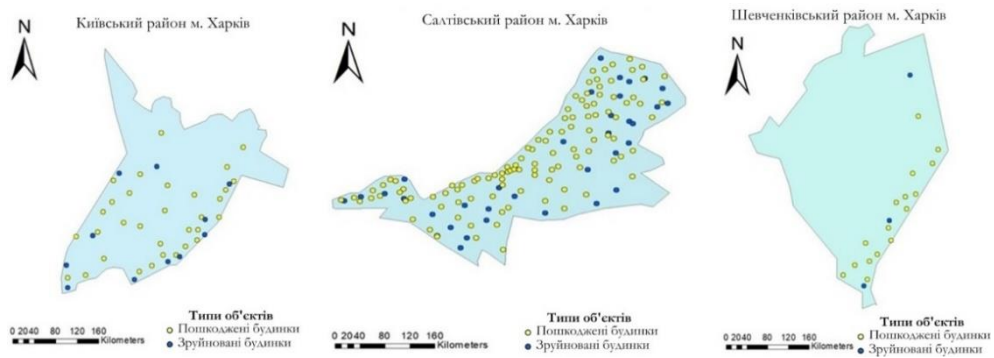 Київський район м. Харків
N
Типи об'єктів
Пошкоджені будинки
Зруйновані будинки
0 2040 80 120 160
Kilometers
Салтівський район м. Харків
N
Типи об'єктів
Пошкоджені будинки
Зруйновані будинки
0 2040 80 120 160
Kilometers
Шевченківський район м. Харків
N
Типи об'єктів
Пошкоджені будинки
Зруйновані будинки
0 2040 80 120 160
Kilometers